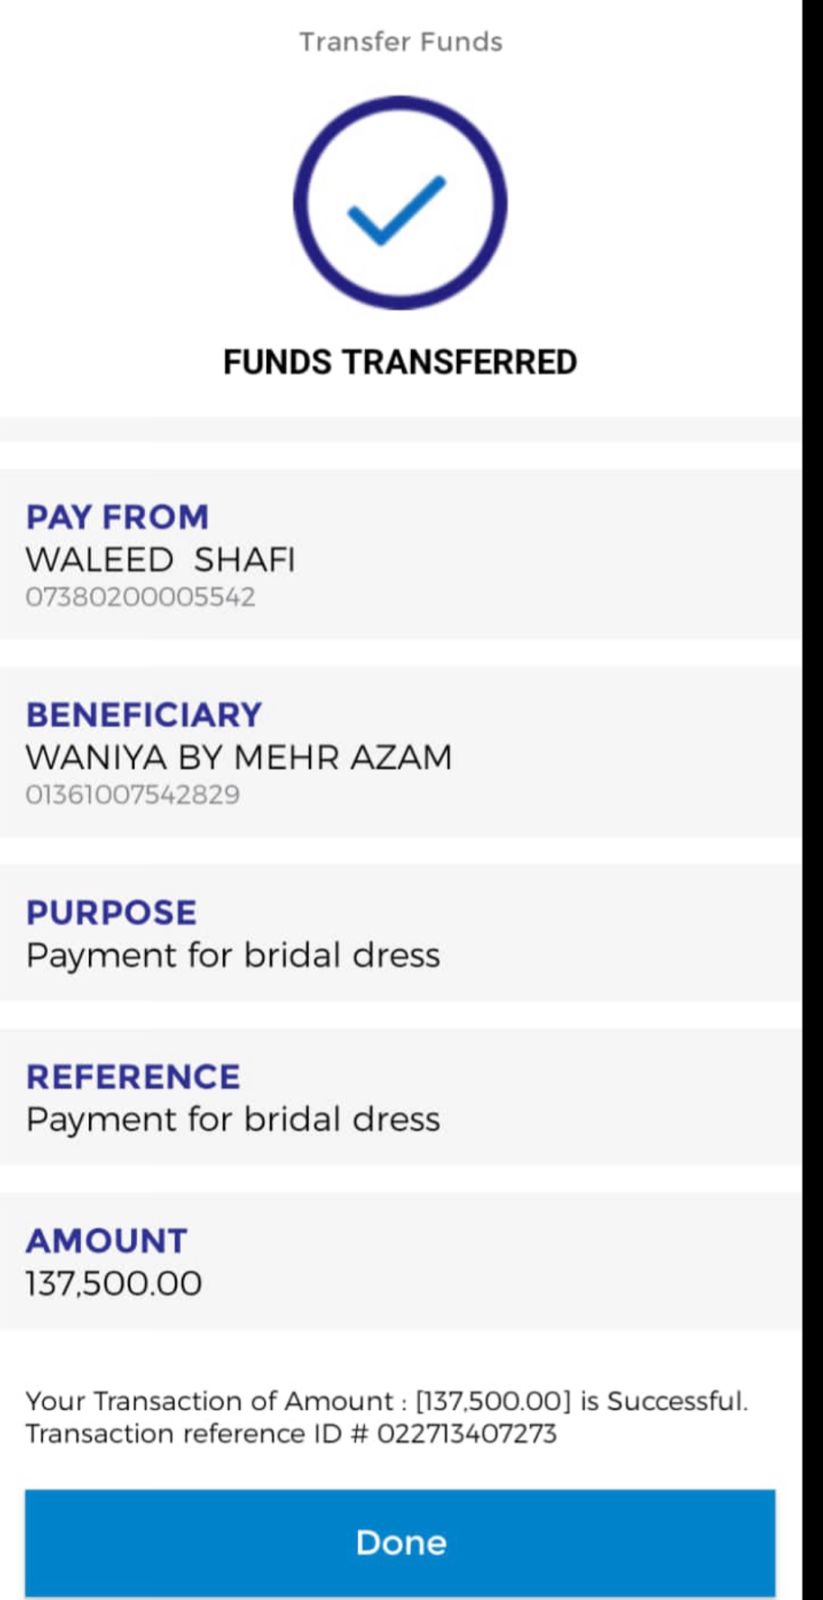 Transfer Funds
FUNDS TRANSFERRED
PAY FROM
WALEED  SHAFI
07380200005542
BENEFICIARY
WANIYA BY MEHR AZAM
01361007542829
PURPOSE
Payment for bridal dress
REFERENCE
Payment for bridal dress
AMOUNT
137,500.00
Your Transaction of Amount : [137,500.00] is Successful.
Transaction reference ID # 022713407273
Done